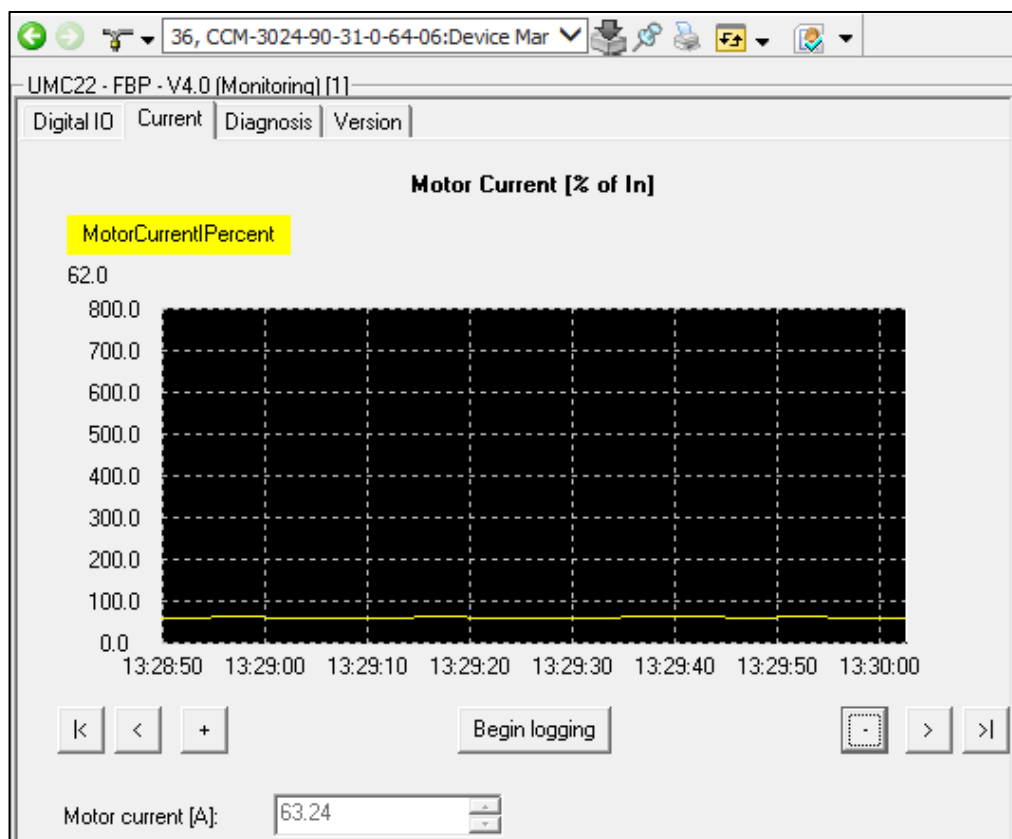 36, CCM-3024-90-31-0-64-06:Device Mar
UMC22 - FBP - V4.0 (Monitoring) [1]
Digital IO Current Diagnosis Version
Motor Current [% of In]
MotorCurrentIPercent
62.0
800.0
700.0
600.0
500.0
400.0
300.0
200.0
100.0
0.0
13:28:50 13:29:00 13:29:10 13:29:20 13:29:30 13:29:40 13:29:50 13:30:00
|< < + Begin logging - > >|
Motor current [A]: 63.24